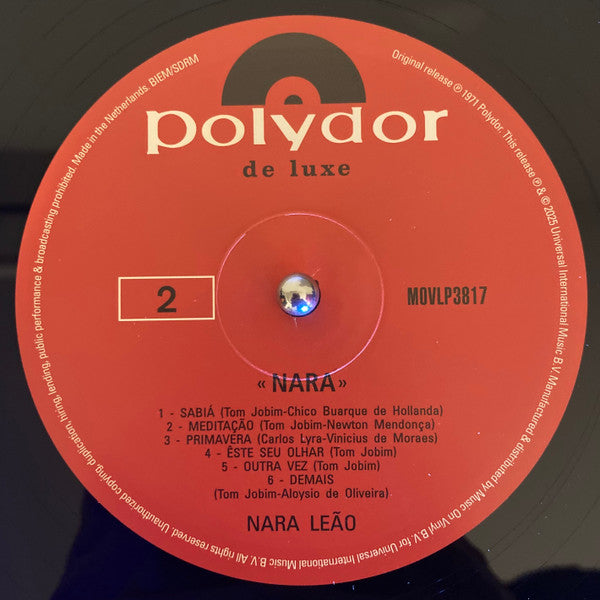 polydor
de luxe
2
MOVLP3817
« NARA »
1 - SABIÁ (Tom Jobim-Chico Buarque de Hollanda)
2 - MEDITAÇÃO (Tom Jobim-Newton Mendonça)
3 - PRIMAVERA (Carlos Lyra-Vinicius de Moraes)
4 - ÊSTE SEU OLHAR (Tom Jobim)
5 - OUTRA VEZ (Tom Jobim)
6 - DEMAIS
(Tom Jobim-Aloysio de Oliveira)
NARA LEÃO
Original release ℗ 1971 Polydor. This release ℗ & © 2025 Universal International Music B.V. Manufactured & distributed by Music On Vinyl B.V. for Universal International Music B.V. All rights reserved. Unauthorized copying, duplication, hiring, lending, public performance & broadcasting prohibited. Made in the Netherlands. BIEM/SDRM